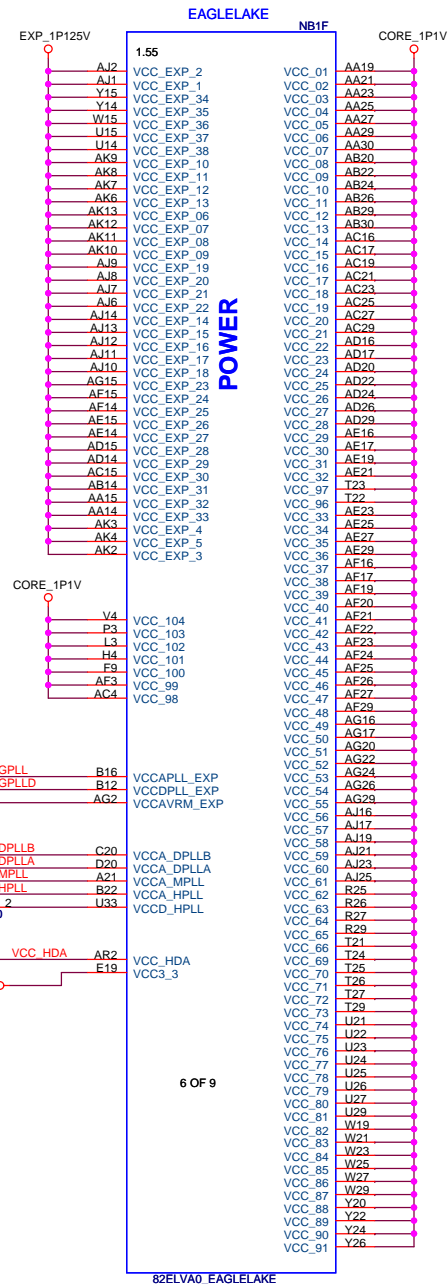 EAGLELAKE
NB1F
EXP_1P125V
CORE_1P1V
1.55
AJ2 VCC_EXP_2
AJ1 VCC_EXP_1
Y15 VCC_EXP_34
Y14 VCC_EXP_35
W15 VCC_EXP_36
U15 VCC_EXP_37
U14 VCC_EXP_38
AK9 VCC_EXP_10
AK8 VCC_EXP_11
AK7 VCC_EXP_12
AK6 VCC_EXP_13
AK13 VCC_EXP_06
AK12 VCC_EXP_07
AK11 VCC_EXP_08
AK10 VCC_EXP_09
AJ9 VCC_EXP_19
AJ8 VCC_EXP_20
AJ7 VCC_EXP_21
AJ6 VCC_EXP_22
AJ14 VCC_EXP_14
AJ13 VCC_EXP_15
AJ12 VCC_EXP_16
AJ11 VCC_EXP_17
AJ10 VCC_EXP_18
AG15 VCC_EXP_23
AF15 VCC_EXP_24
AF14 VCC_EXP_25
AE15 VCC_EXP_26
AE14 VCC_EXP_27
AD15 VCC_EXP_28
AD14 VCC_EXP_29
AC15 VCC_EXP_30
AB14 VCC_EXP_31
AA15 VCC_EXP_32
AA14 VCC_EXP_33
AK3 VCC_EXP_4
AK4 VCC_EXP_5
AK2 VCC_EXP_3
CORE_1P1V
V4 VCC_104
P3 VCC_103
L3 VCC_102
H4 VCC_101
F9 VCC_100
AF3 VCC_99
AC4 VCC_98
GPLL B16 VCCAPLL_EXP
GPLLD B12 VCCDPLL_EXP
AG2 VCCAVRM_EXP
DPLLB C20 VCCA_DPLLB
DPLLA D20 VCCA_DPLLA
MPLL A21 VCCA_MPLL
HPLL B22 VCCA_HPLL
2 U33 VCCD_HPLL
VCC_HDA AR2 VCC_HDA
E19 VCC3_3
POWER
6 OF 9
VCC_01 AA19
VCC_02 AA21
VCC_03 AA23
VCC_04 AA25
VCC_05 AA27
VCC_06 AA29
VCC_07 AA30
VCC_08 AB20
VCC_09 AB22
VCC_10 AB24
VCC_11 AB26
VCC_12 AB29
VCC_13 AB30
VCC_14 AC16
VCC_15 AC17
VCC_16 AC19
VCC_17 AC21
VCC_18 AC23
VCC_19 AC25
VCC_20 AC27
VCC_21 AC29
VCC_22 AD16
VCC_23 AD17
VCC_24 AD20
VCC_25 AD22
VCC_26 AD24
VCC_27 AD26
VCC_28 AD29
VCC_29 AE16
VCC_30 AE17
VCC_31 AE19
VCC_32 AE21
VCC_97 T23
VCC_96 T22
VCC_33 AE23
VCC_34 AE25
VCC_35 AE27
VCC_36 AE29
VCC_37 AF16
VCC_38 AF17
VCC_39 AF19
VCC_40 AF20
VCC_41 AF21
VCC_42 AF22
VCC_43 AF23
VCC_44 AF24
VCC_45 AF25
VCC_46 AF26
VCC_47 AF27
VCC_48 AF29
VCC_49 AG16
VCC_50 AG17
VCC_51 AG20
VCC_52 AG22
VCC_53 AG24
VCC_54 AG26
VCC_55 AG29
VCC_56 AJ16
VCC_57 AJ17
VCC_58 AJ19
VCC_59 AJ21
VCC_60 AJ23
VCC_61 AJ25
VCC_62 R25
VCC_63 R26
VCC_64 R27
VCC_65 R29
VCC_66 T21
VCC_69 T24
VCC_70 T25
VCC_71 T26
VCC_72 T27
VCC_73 T29
VCC_74 U21
VCC_75 U22
VCC_76 U23
VCC_77 U24
VCC_78 U25
VCC_79 U26
VCC_80 U27
VCC_81 U29
VCC_82 W19
VCC_83 W21
VCC_84 W23
VCC_85 W25
VCC_86 W27
VCC_87 W29
VCC_88 Y20
VCC_89 Y22
VCC_90 Y24
VCC_91 Y26
82ELVA0_EAGLELAKE